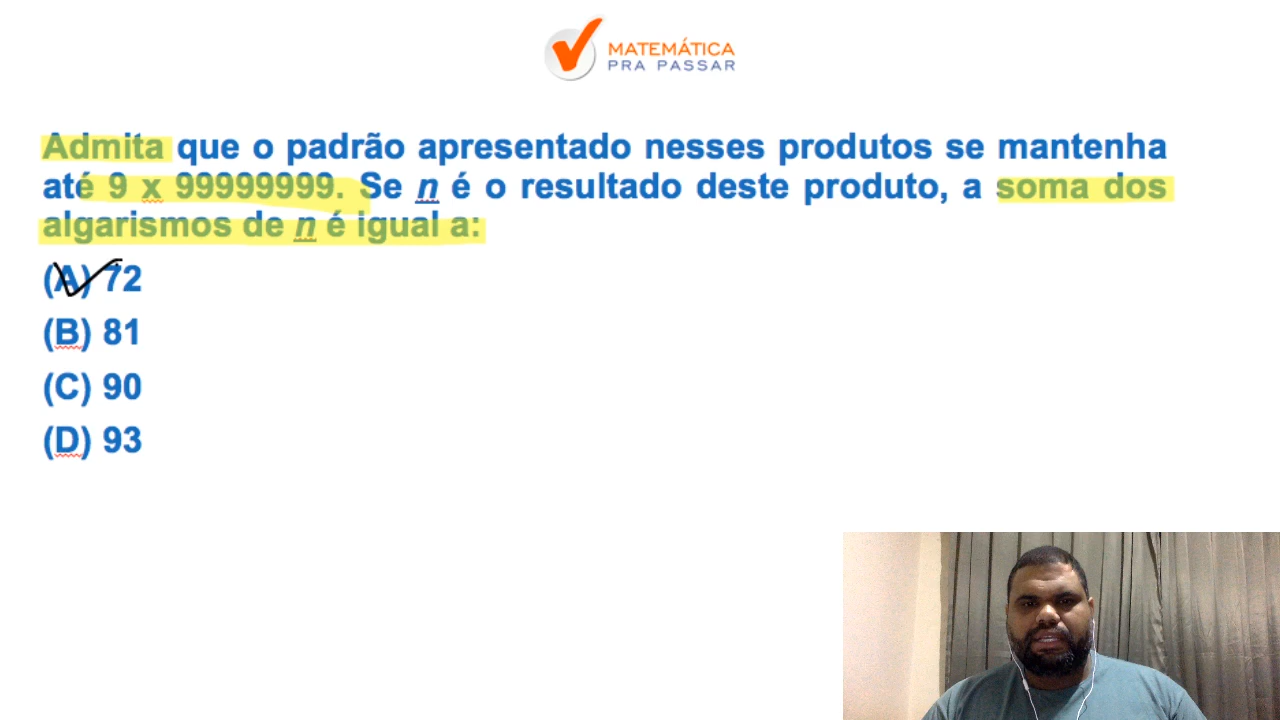 MATEMÁTICA
PRA PASSAR
Admita que o padrão apresentado nesses produtos se mantenha
até 9 x 99999999. Se n é o resultado deste produto, a soma dos
algarismos de n é igual a:
(A) 72
(B) 81
(C) 90
(D) 93